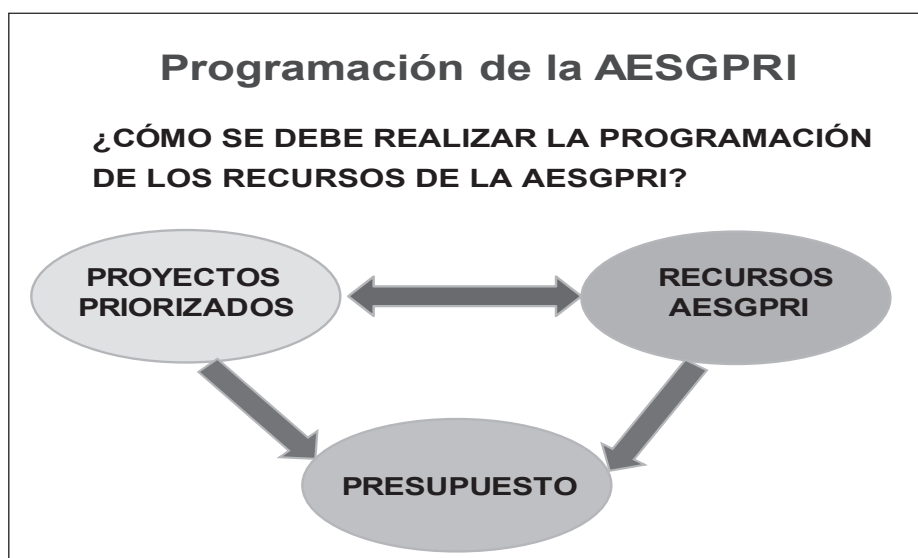 Programación de la AESGPRI
¿CÓMO SE DEBE REALIZAR LA PROGRAMACIÓN
DE LOS RECURSOS DE LA AESGPRI?
PROYECTOS
PRIORIZADOS
RECURSOS
AESGPRI
PRESUPUESTO